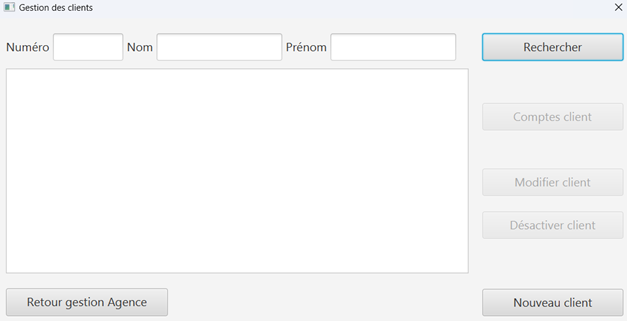 Gestion des clients
Numéro Nom Prénom Rechercher
Comptes client
Modifier client
Désactiver client
Retour gestion Agence Nouveau client